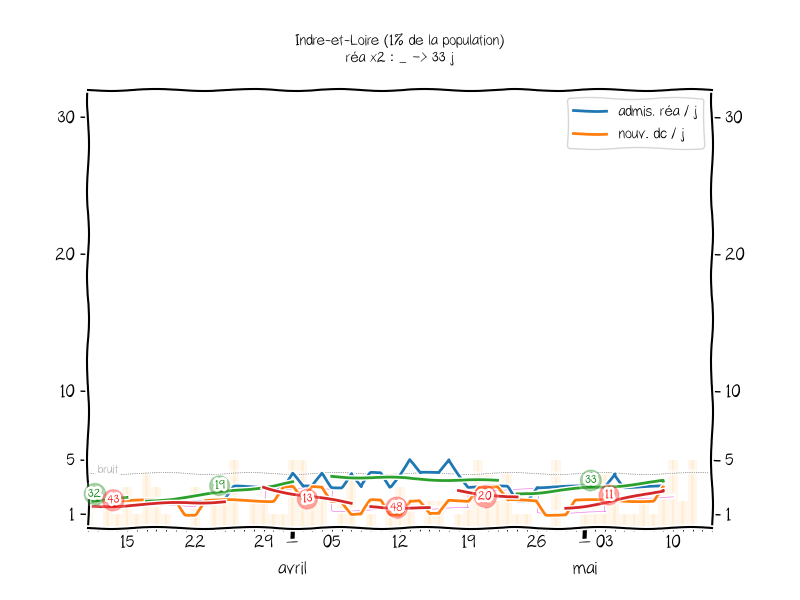 Indre-et-Loire (1% de la population)
réa x2 : _ -> 33 j
30
30
admis. réa / j
nouv. dc / j
20
20
10
10
5
5
bruit
32
43
19
13
48
20
33
11
1
1
15 22 29 05 12 19 26 03 10
avril mai